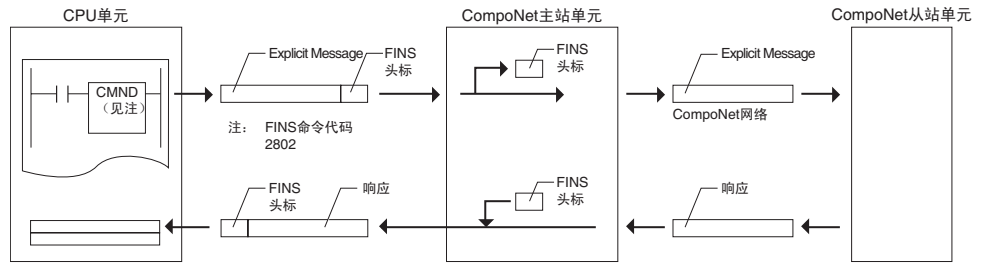 CPU单元
CompoNet主站单元
CompoNet从站单元
Explicit Message
FINS
头标
FINS
头标
Explicit Message
CMND
（见注）
CompoNet网络
注： FINS命令代码
2802
FINS
头标
响应
FINS
头标
响应